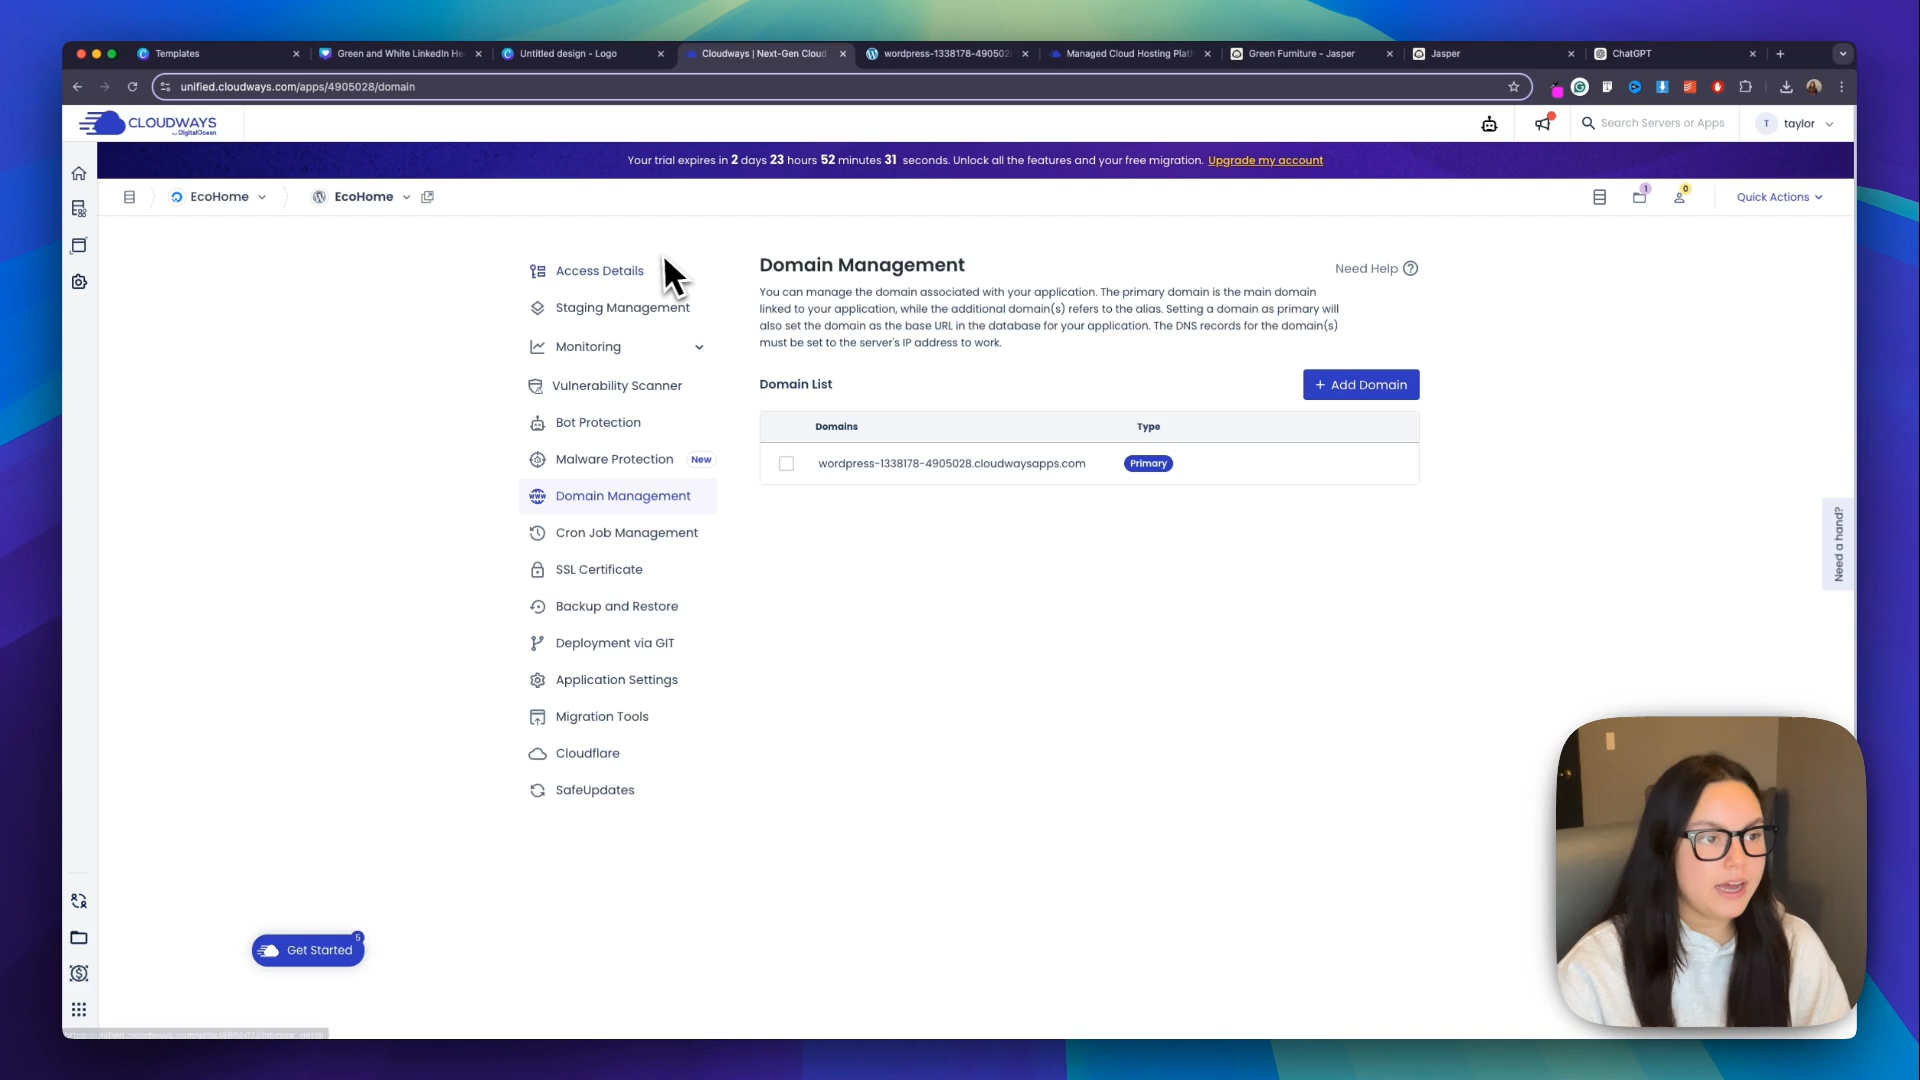 Templates
Green and White LinkedIn He
Untitled design - Logo
Cloudways | Next-Gen Cloud
wordpress-1338178-490502
Managed Cloud Hosting Platf
Green Furniture - Jasper
Jasper
ChatGPT
unified.cloudways.com/apps/4905028/domain
CLOUDWAYS
by DigitalOcean
Search Servers or Apps
T
taylor
Your trial expires in 2 days 23 hours 52 minutes 31 seconds. Unlock all the features and your free migration. Upgrade my account
EcoHome
EcoHome
1
0
Quick Actions
Access Details
Staging Management
Monitoring
Vulnerability Scanner
Bot Protection
Malware Protection New
Domain Management
Cron Job Management
SSL Certificate
Backup and Restore
Deployment via GIT
Application Settings
Migration Tools
Cloudflare
SafeUpdates
Domain Management
Need Help
You can manage the domain associated with your application. The primary domain is the main domain
linked to your application, while the additional domain(s) refers to the alias. Setting a domain as primary will
also set the domain as the base URL in the database for your application. The DNS records for the domain(s)
must be set to the server's IP address to work.
Domain List
+ Add Domain
Domains
Type
wordpress-1338178-4905028.cloudwaysapps.com
Primary
Need a hand?
Get Started
5